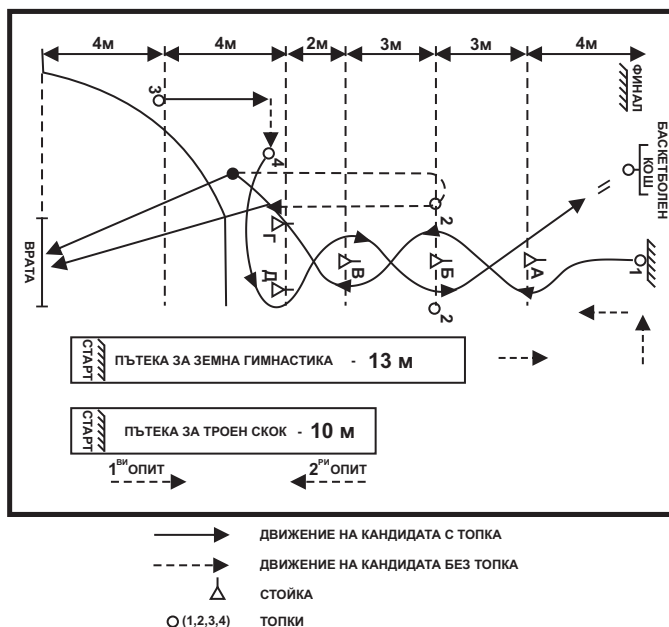 4м 4м 2м 3м 3м 4м
ФИНАЛ
БАСКЕТБОЛЕН
КОШ
3
4
2
Г
Д
В
Б
А
1
2
ВРАТА
СТАРТ
ПЪТЕКА ЗА ЗЕМНА ГИМНАСТИКА - 13 м
СТАРТ
ПЪТЕКА ЗА ТРОЕН СКОК - 10 м
1ВИ ОПИТ 2РИ ОПИТ
ДВИЖЕНИЕ НА КАНДИДАТА С ТОПКА
ДВИЖЕНИЕ НА КАНДИДАТА БЕЗ ТОПКА
СТОЙКА
(1,2,3,4) ТОПКИ